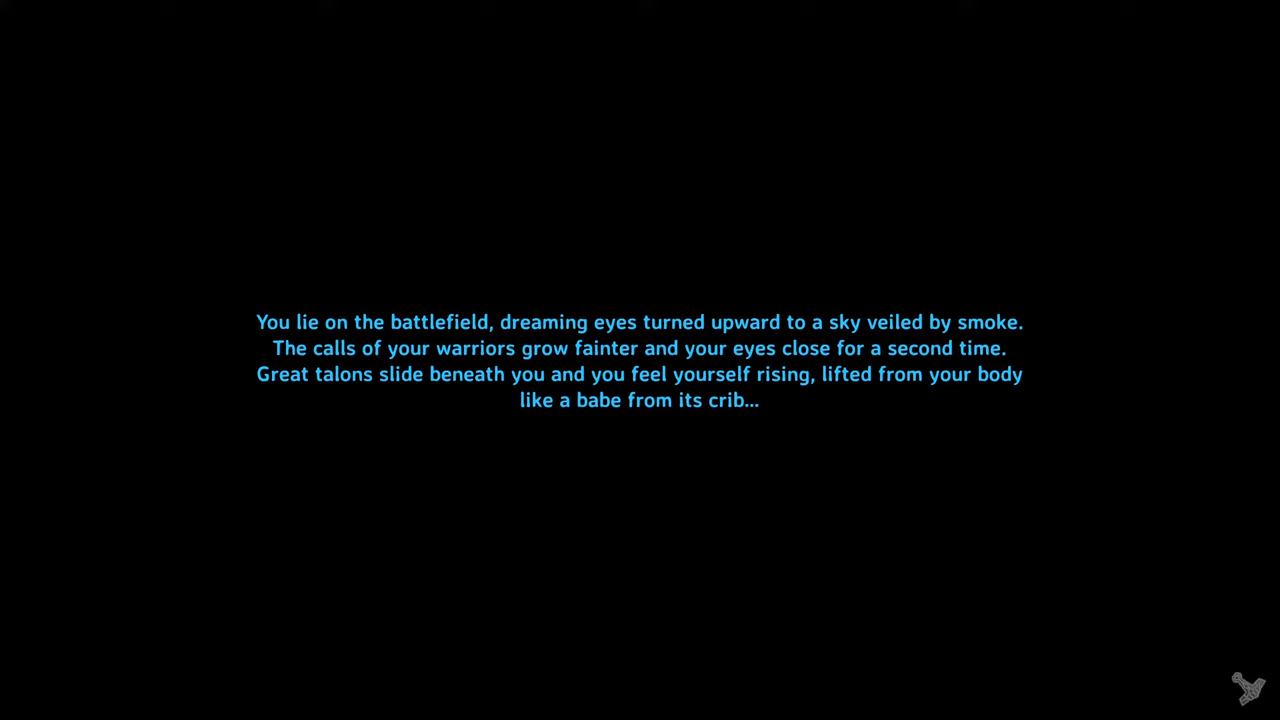 You lie on the battlefield, dreaming eyes turned upward to a sky veiled by smoke.
The calls of your warriors grow fainter and your eyes close for a second time.
Great talons slide beneath you and you feel yourself rising, lifted from your body
like a babe from its crib...